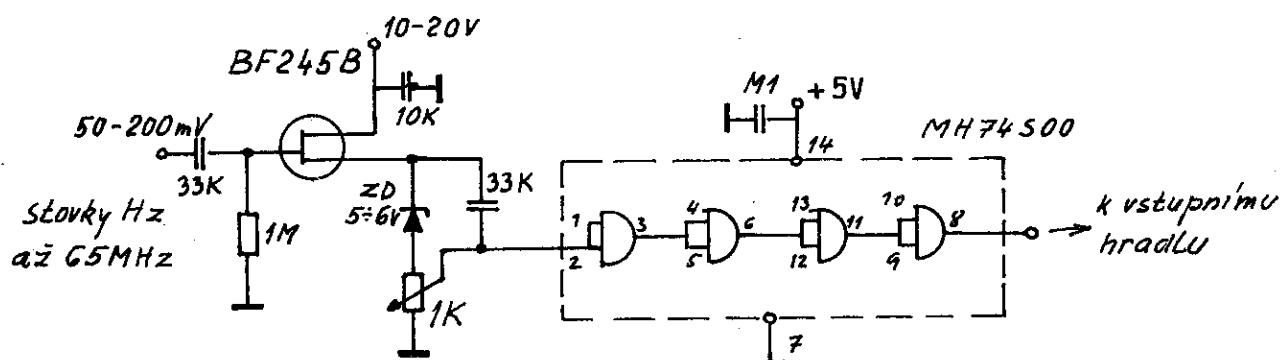 10-20V
BF245B
10K
50-200mV
33K
1M
stovky Hz
až 65MHz
ZD
5÷6V
33K
1K
M1
+5V
14
MH74S00
1
2
3
4
5
6
13
12
11
10
9
8
7
k vstupnímu
hradlu